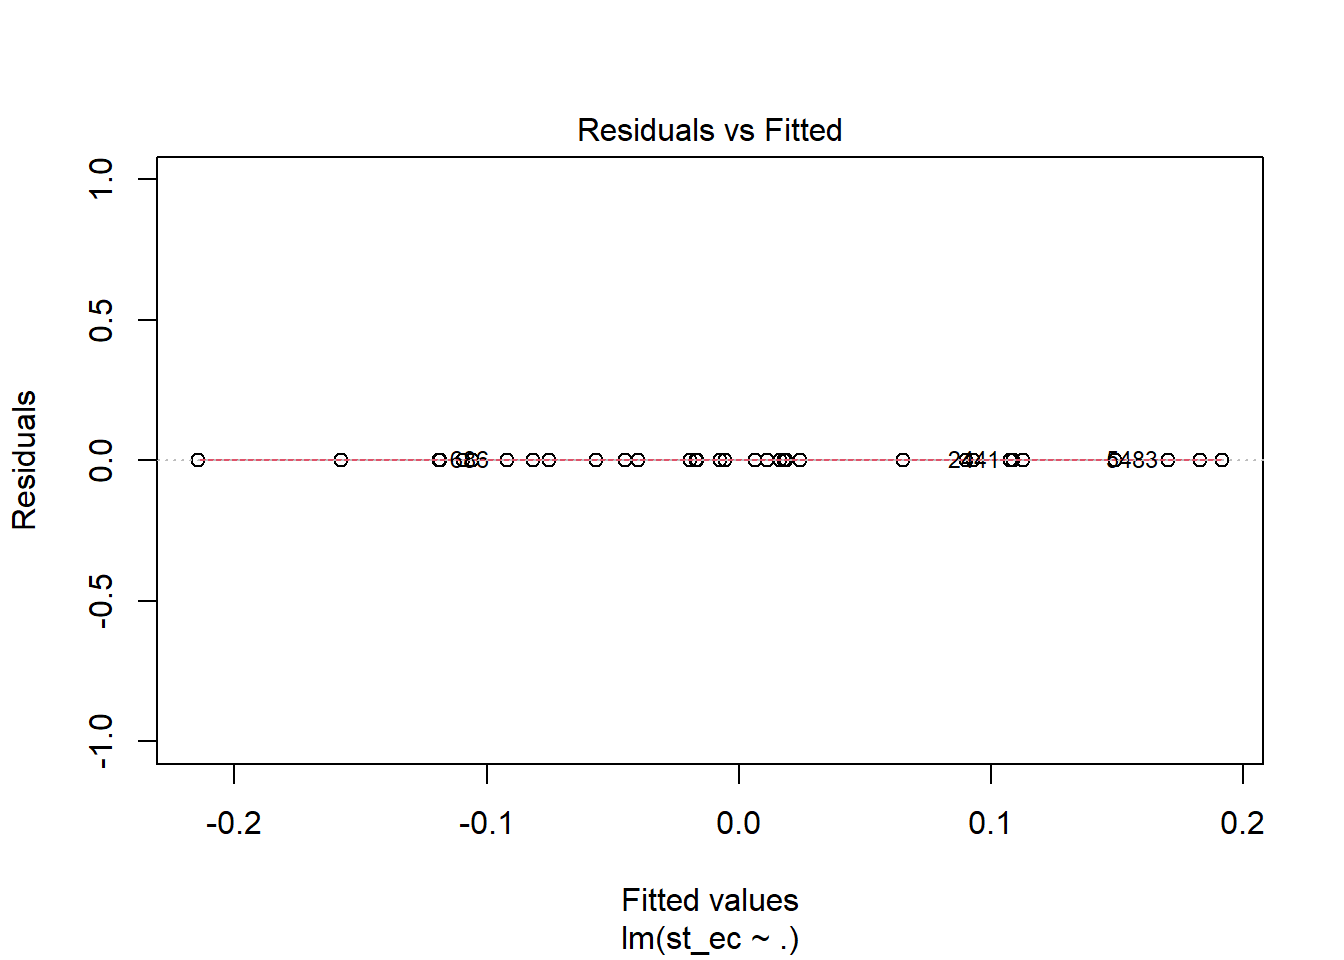 Residuals vs Fitted
Residuals
1.0
0.5
0.0
-0.5
-1.0
-0.2
-0.1
0.0
0.1
0.2
Fitted values
lm(st_ec ~ .)